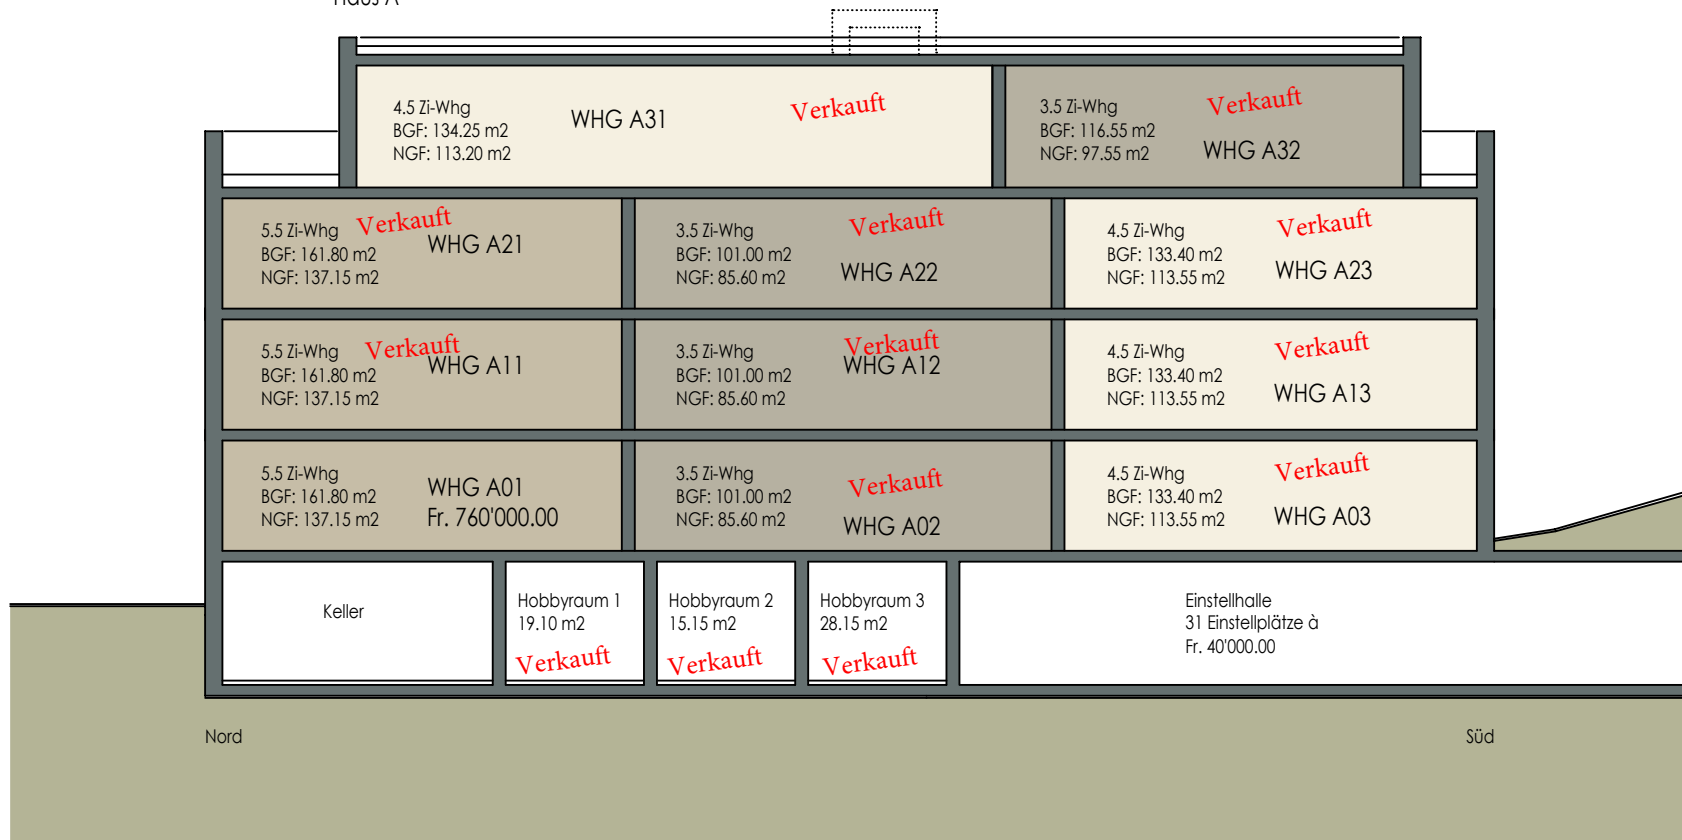 Haus A
4.5 Zi-Whg
BGF: 134.25 m2
NGF: 113.20 m2
WHG A31
Verkauft
3.5 Zi-Whg
BGF: 116.55 m2
NGF: 97.55 m2
Verkauft
WHG A32
5.5 Zi-Whg
BGF: 161.80 m2
NGF: 137.15 m2
Verkauft
WHG A21
3.5 Zi-Whg
BGF: 101.00 m2
NGF: 85.60 m2
Verkauft
WHG A22
4.5 Zi-Whg
BGF: 133.40 m2
NGF: 113.55 m2
Verkauft
WHG A23
5.5 Zi-Whg
BGF: 161.80 m2
NGF: 137.15 m2
Verkauft
WHG A11
3.5 Zi-Whg
BGF: 101.00 m2
NGF: 85.60 m2
Verkauft
WHG A12
4.5 Zi-Whg
BGF: 133.40 m2
NGF: 113.55 m2
Verkauft
WHG A13
5.5 Zi-Whg
BGF: 161.80 m2
NGF: 137.15 m2
WHG A01
Fr. 760'000.00
3.5 Zi-Whg
BGF: 101.00 m2
NGF: 85.60 m2
Verkauft
WHG A02
4.5 Zi-Whg
BGF: 133.40 m2
NGF: 113.55 m2
Verkauft
WHG A03
Keller
Hobbyraum 1
19.10 m2
Verkauft
Hobbyraum 2
15.15 m2
Verkauft
Hobbyraum 3
28.15 m2
Verkauft
Einstellhalle
31 Einstellplätze à
Fr. 40'000.00
Nord
Süd